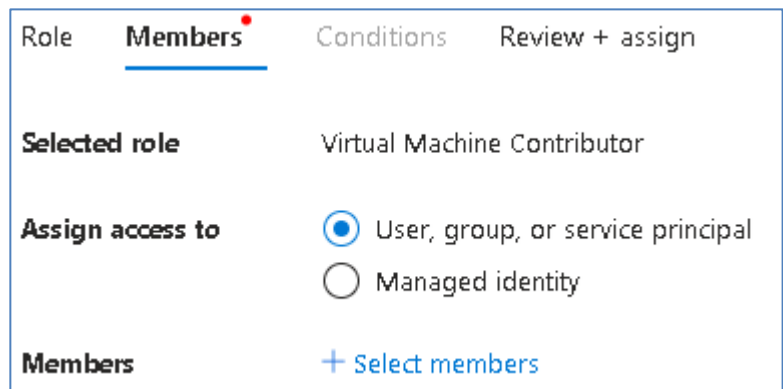 Role Members Conditions Review + assign
Selected role Virtual Machine Contributor
Assign access to User, group, or service principal
Managed identity
Members + Select members